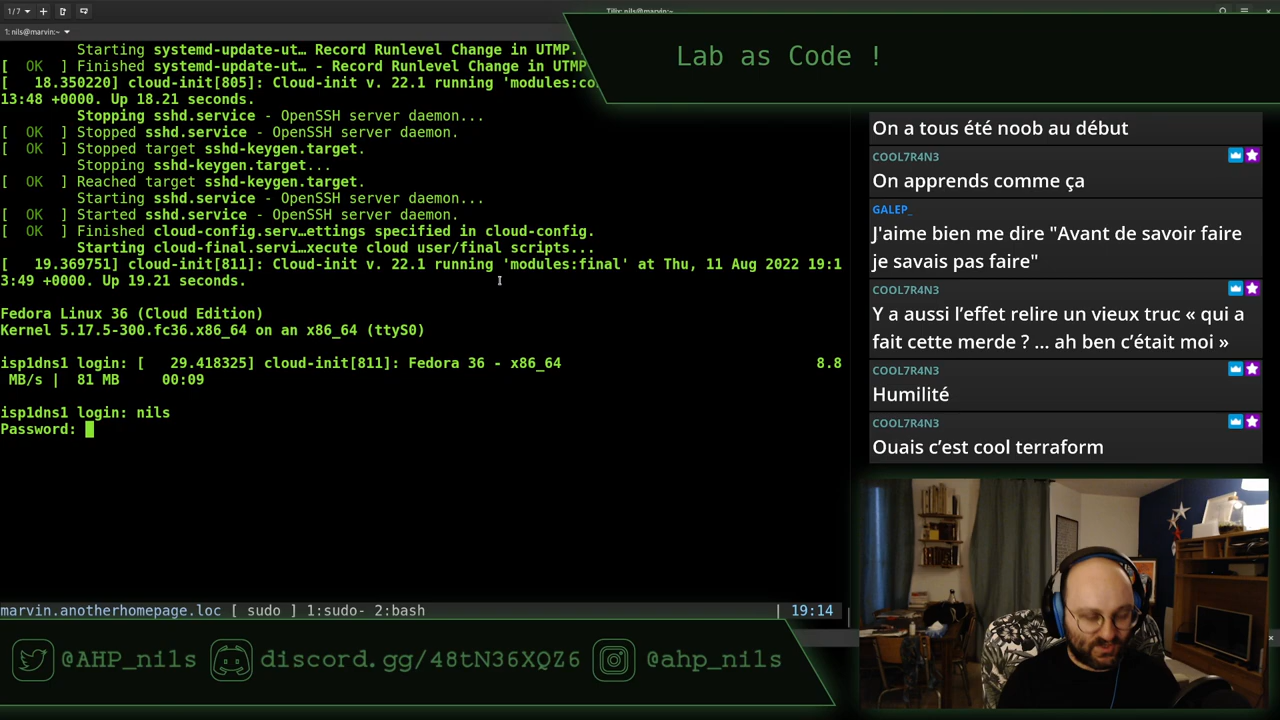 1/7
Tilix: nils@marvin:~
1: nils@marvin:~
Lab as Code !
Starting systemd-update-ut… Record Runlevel Change in UTMP.
[ OK ] Finished systemd-update-ut… - Record Runlevel Change in UTMP
[ 18.350220] cloud-init[805]: Cloud-init v. 22.1 running 'modules:co
13:48 +0000. Up 18.21 seconds.
Stopping sshd.service - OpenSSH server daemon...
[ OK ] Stopped sshd.service - OpenSSH server daemon.
[ OK ] Stopped target sshd-keygen.target.
Stopping sshd-keygen.target...
[ OK ] Reached target sshd-keygen.target.
Starting sshd.service - OpenSSH server daemon...
[ OK ] Started sshd.service - OpenSSH server daemon.
[ OK ] Finished cloud-config.serv…ettings specified in cloud-config.
Starting cloud-final.servi…xecute cloud user/final scripts...
[ 19.369751] cloud-init[811]: Cloud-init v. 22.1 running 'modules:final' at Thu, 11 Aug 2022 19:1
3:49 +0000. Up 19.21 seconds.
Fedora Linux 36 (Cloud Edition)
Kernel 5.17.5-300.fc36.x86_64 on an x86_64 (ttyS0)
isp1dns1 login: [ 29.418325] cloud-init[811]: Fedora 36 - x86_64 8.8
MB/s | 81 MB 00:09
isp1dns1 login: nils
Password:
marvin.anotherhomepage.loc [ sudo ] 1:sudo- 2:bash | 19:14
On a tous été noob au début
COOL7R4N3
On apprends comme ça
GALEP_
J'aime bien me dire "Avant de savoir faire
je savais pas faire"
COOL7R4N3
Y a aussi l’effet relire un vieux truc « qui a
fait cette merde ? … ah ben c’était moi »
COOL7R4N3
Humilité
COOL7R4N3
Ouais c’est cool terraform
@AHP_nils
discord.gg/48tN36XQZ6
@ahp_nils